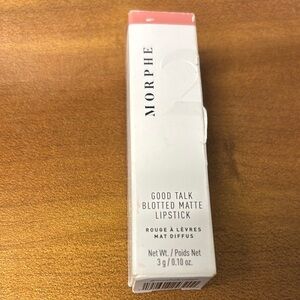 MORPHE
2
GOOD TALK
BLOTTED MATTE
LIPSTICK
ROUGE À LÈVRES
MAT DIFFUS
Net Wt. / Poids Net
3 g / 0.10 oz.